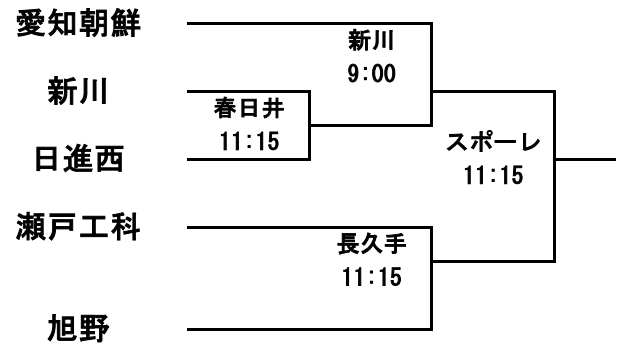 愛知朝鮮
新川
9:00
新川
春日井
11:15
日進西
スポーレ
11:15
瀬戸工科
長久手
11:15
旭野